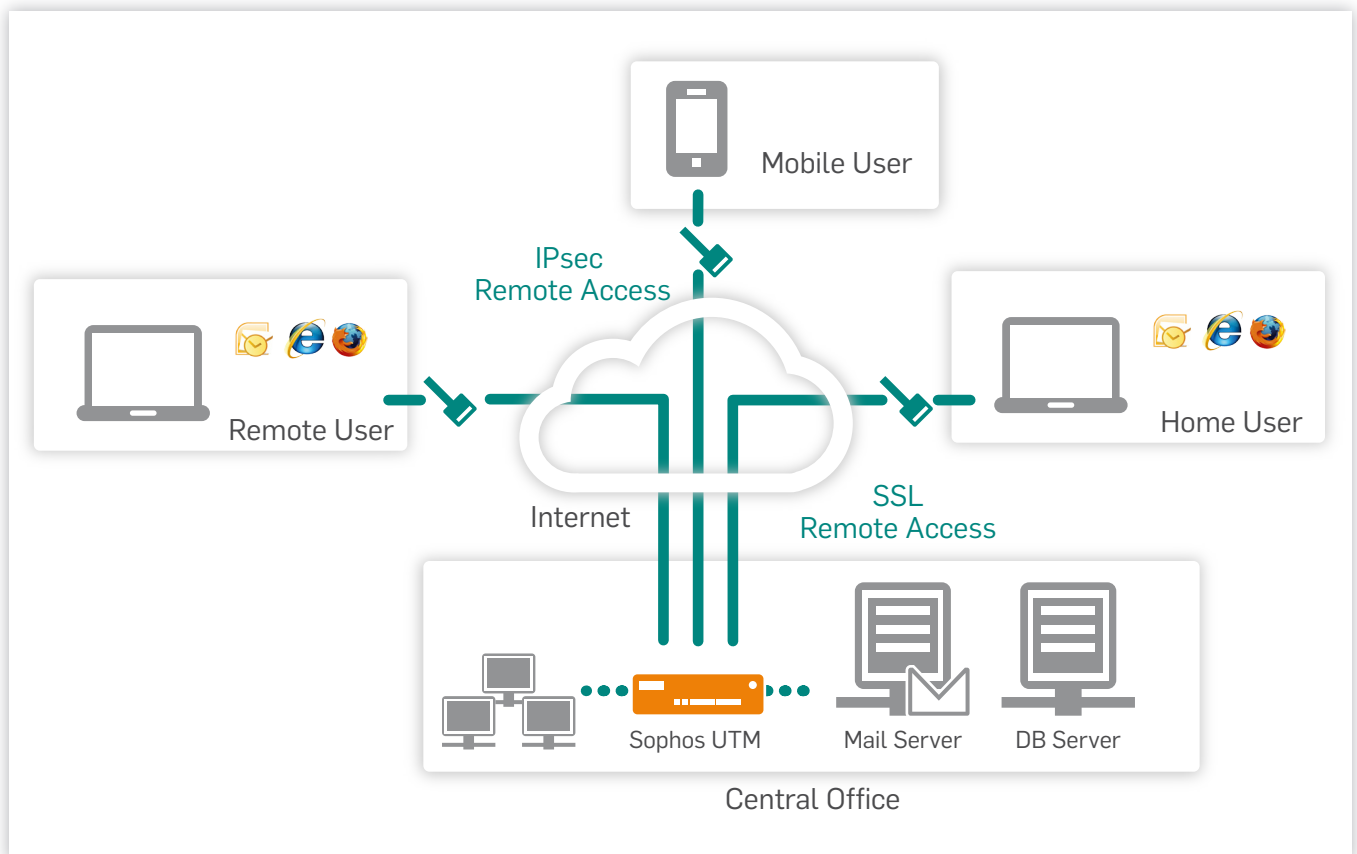 Mobile User
IPsec
Remote Access
Remote User
Home User
Internet
SSL
Remote Access
Sophos UTM
Mail Server
DB Server
Central Office